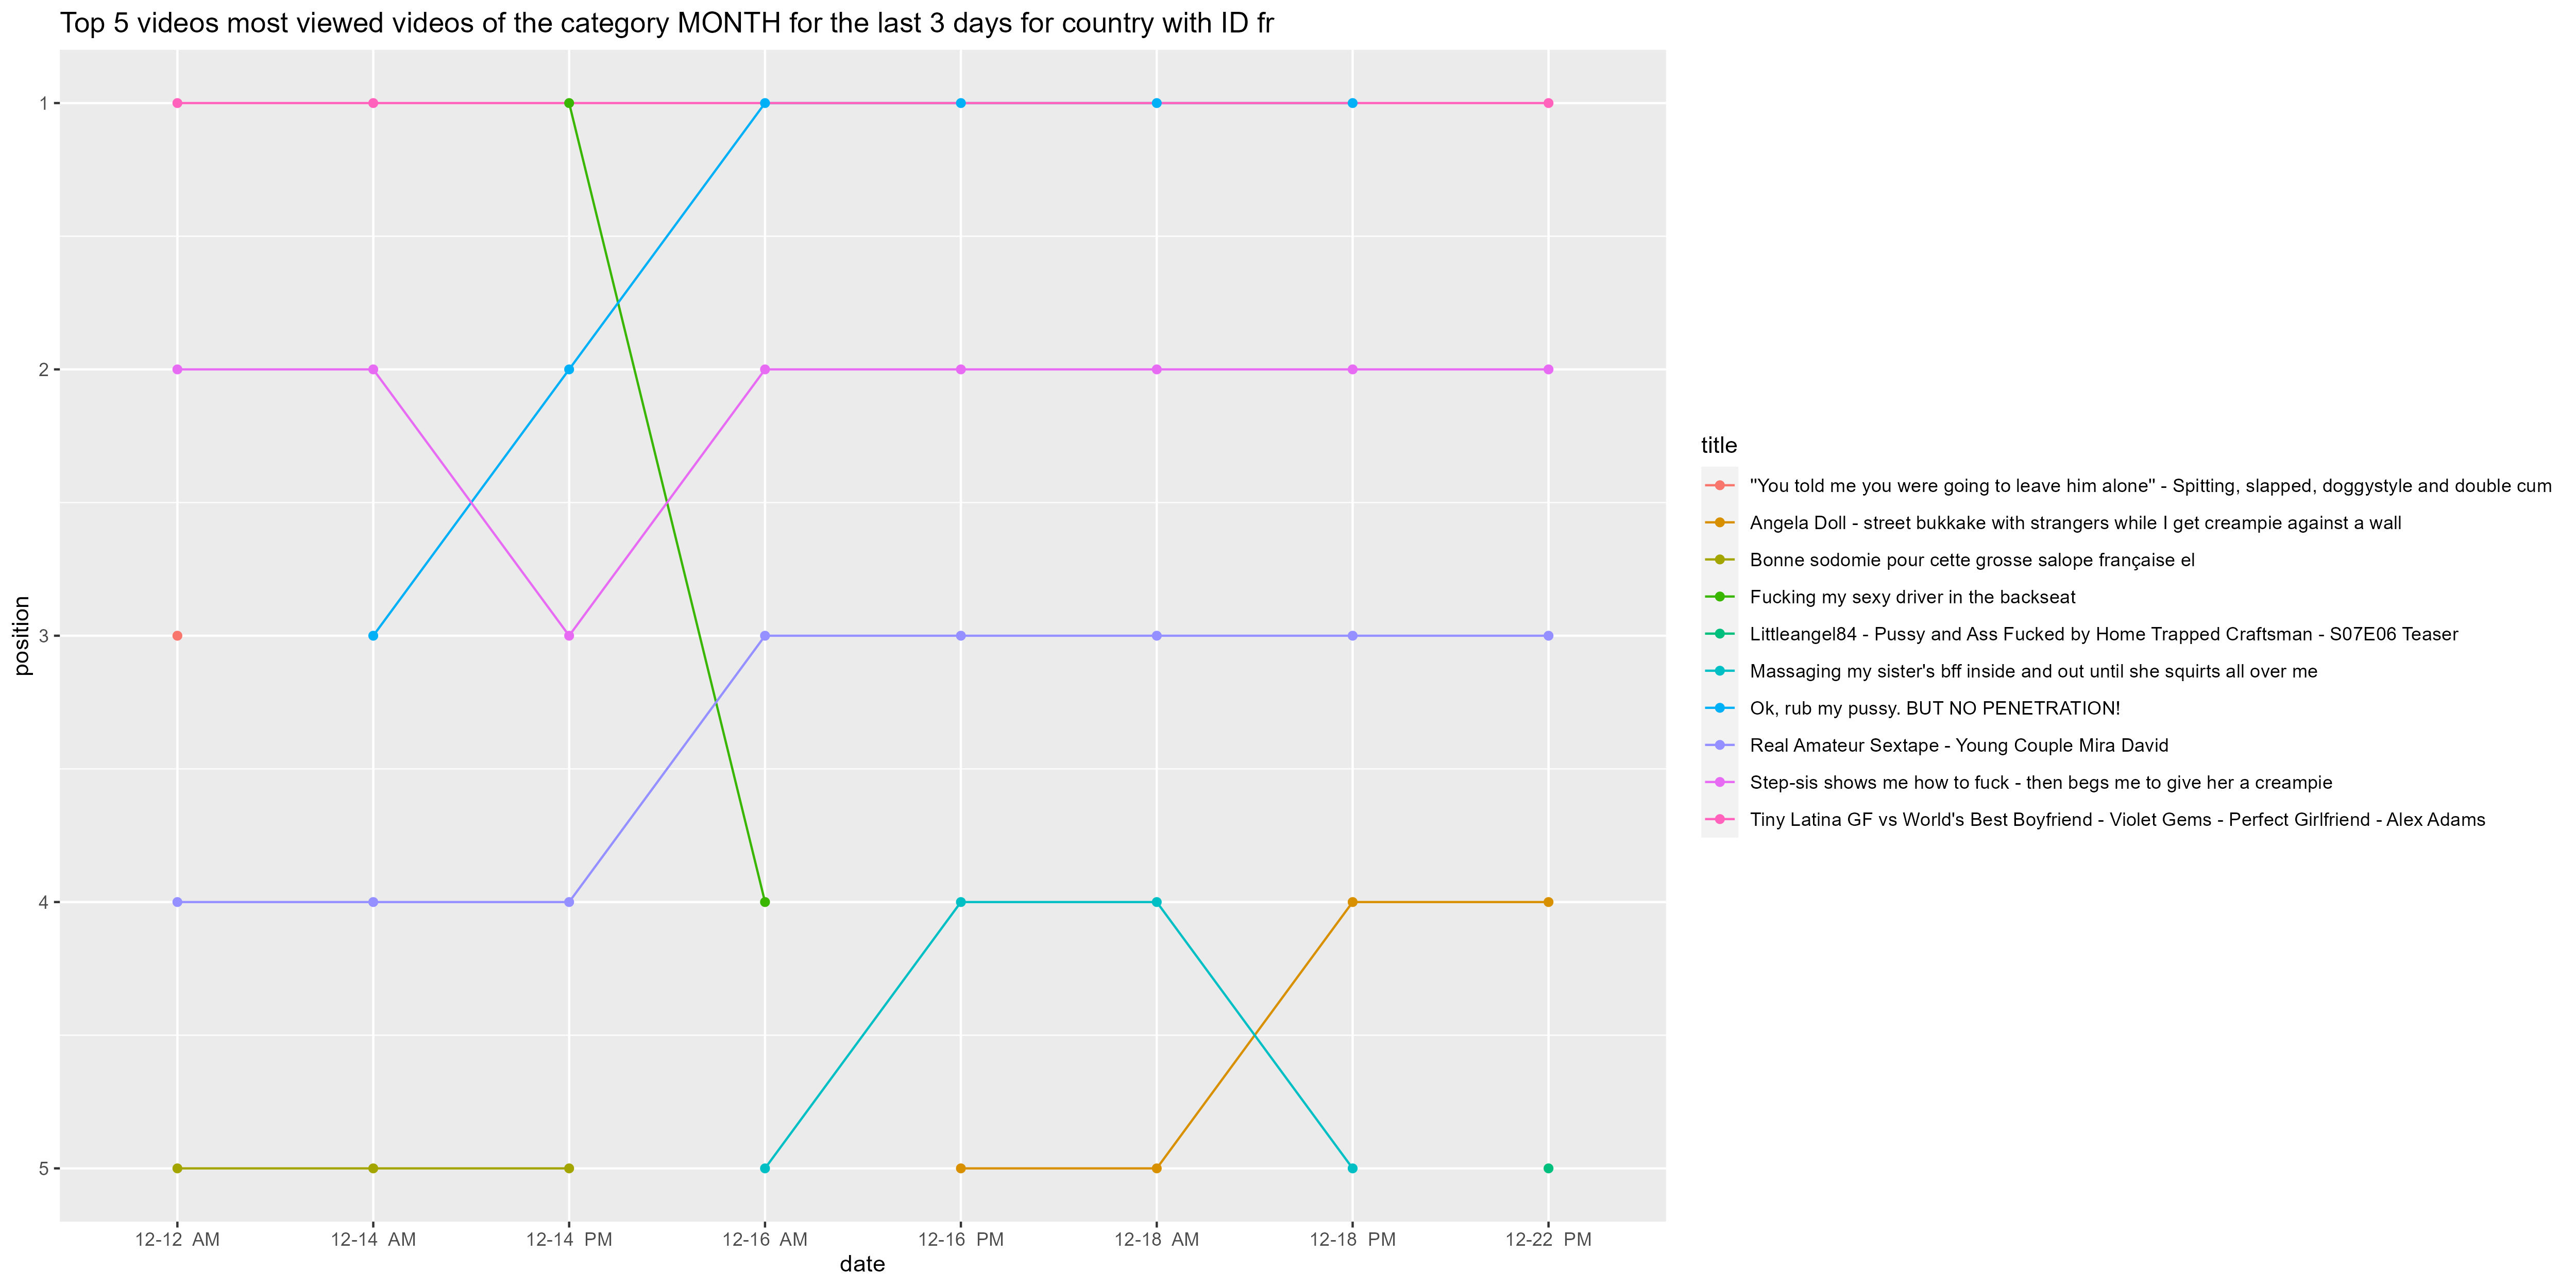 Top 5 videos most viewed videos of the category MONTH for the last 3 days for country with ID fr
1
2
3
4
5
position
12-12 AM
12-14 AM
12-14 PM
12-16 AM
12-16 PM
12-18 AM
12-18 PM
12-22 PM
date
title
"You told me you were going to leave him alone" - Spitting, slapped, doggystyle and double cum
Angela Doll - street bukkake with strangers while I get creampie against a wall
Bonne sodomie pour cette grosse salope française el
Fucking my sexy driver in the backseat
Littleangel84 - Pussy and Ass Fucked by Home Trapped Craftsman - S07E06 Teaser
Massaging my sister's bff inside and out until she squirts all over me
Ok, rub my pussy. BUT NO PENETRATION!
Real Amateur Sextape - Young Couple Mira David
Step-sis shows me how to fuck - then begs me to give her a creampie
Tiny Latina GF vs World's Best Boyfriend - Violet Gems - Perfect Girlfriend - Alex Adams